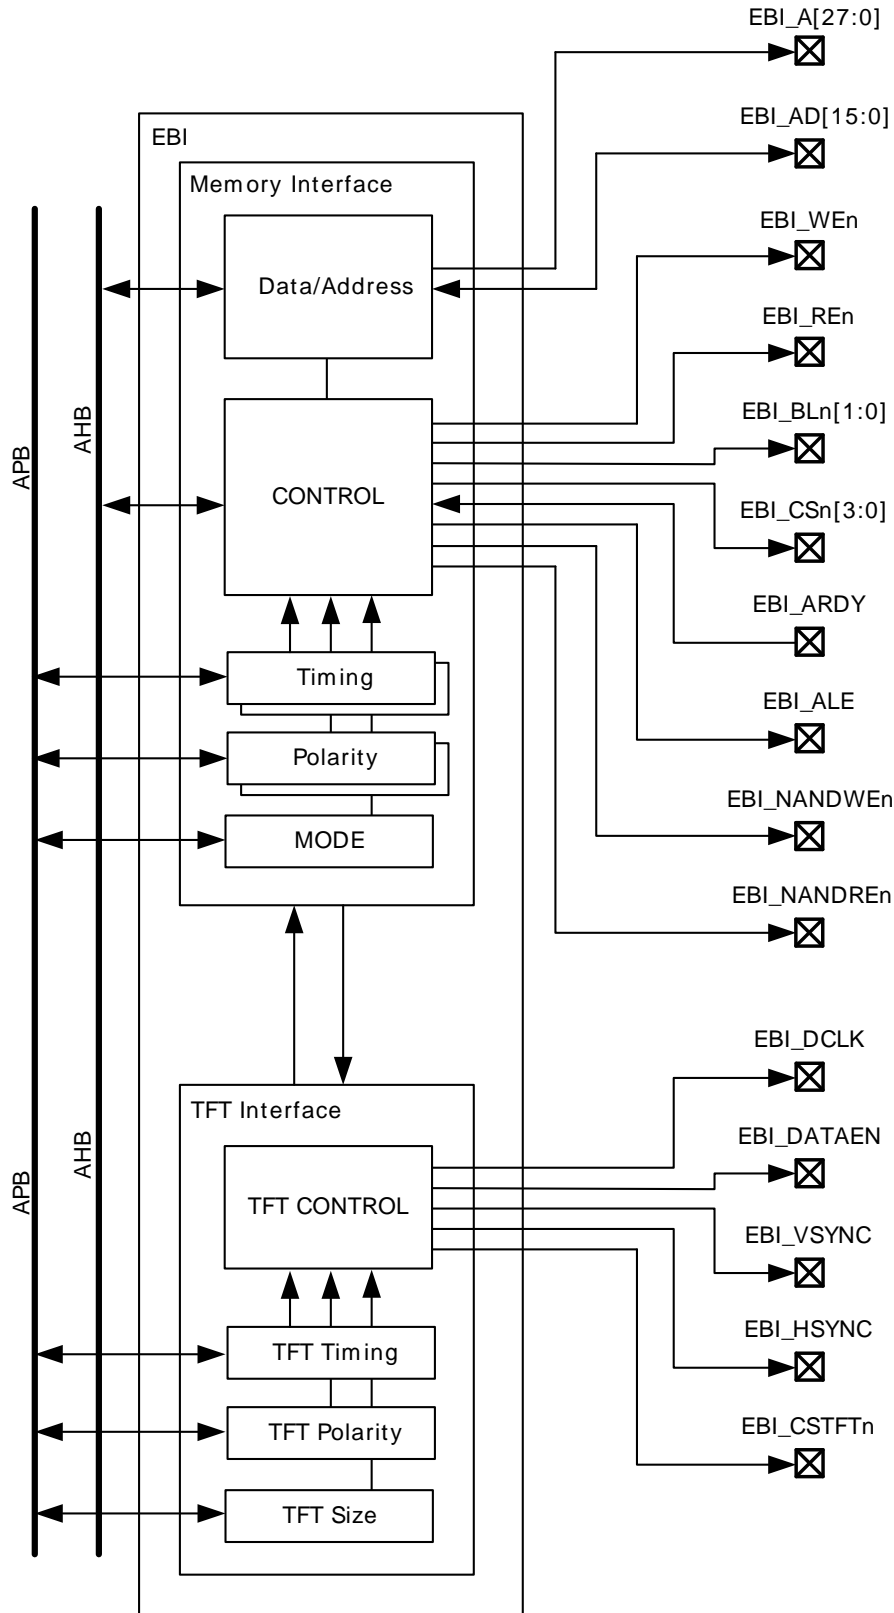 EBI_A[27:0]
EBI_AD[15:0]
EBI
Memory Interface
EBI_WEn
Data/Address
EBI_REn
AHB
APB
EBI_BLn[1:0]
CONTROL
EBI_CSn[3:0]
EBI_ARDY
Timing
EBI_ALE
Polarity
EBI_NANDWEn
MODE
EBI_NANDREn
EBI_DCLK
TFT Interface
EBI_DATAEN
AHB
APB
TFT CONTROL
EBI_VSYNC
EBI_HSYNC
TFT Timing
EBI_CSTFTn
TFT Polarity
TFT Size